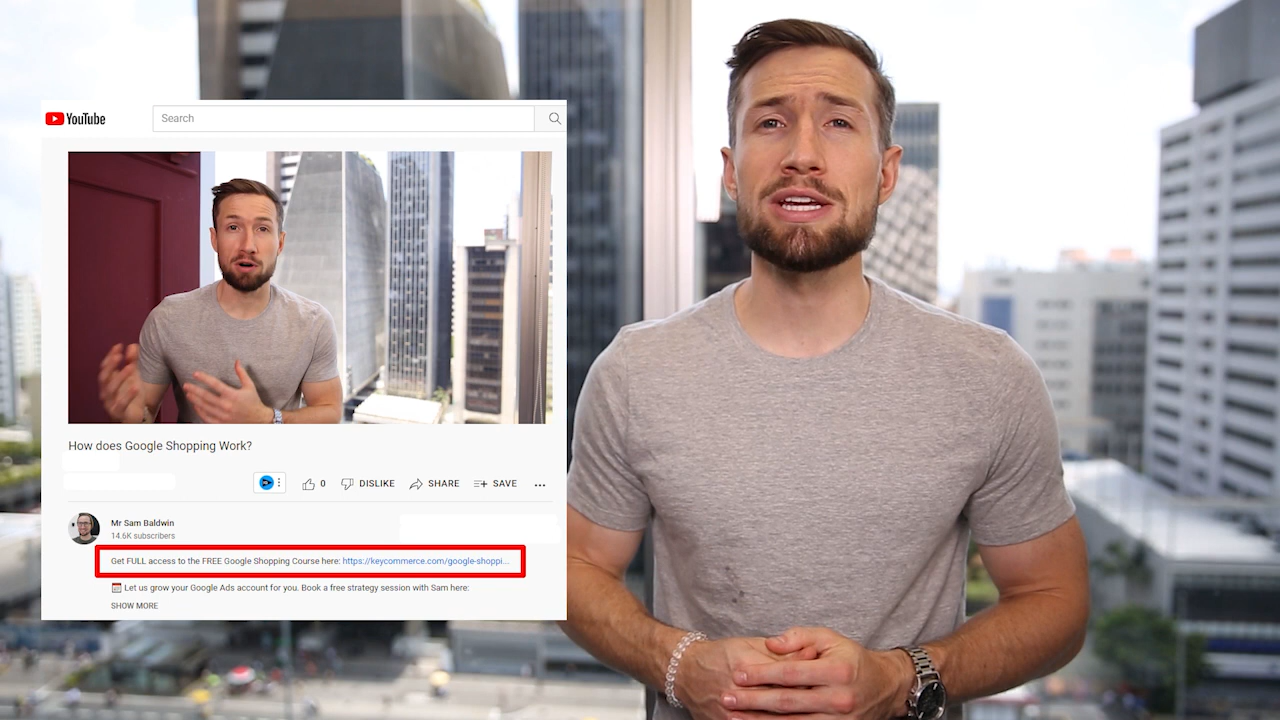 YouTube
Search
How does Google Shopping Work?
0 DISLIKE SHARE SAVE ...
Mr Sam Baldwin
14.6K subscribers
Get FULL access to the FREE Google Shopping Course here: https://keycommerce.com/google-shoppi...
Let us grow your Google Ads account for you. Book a free strategy session with Sam here:
SHOW MORE